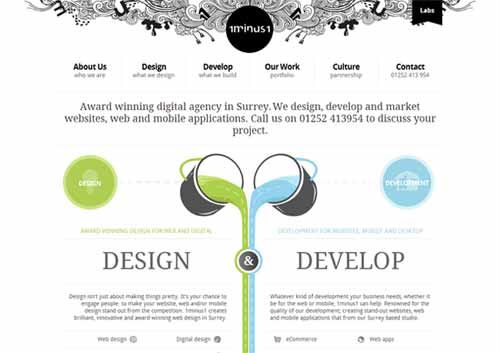 1minus1
Labs
About Us
who we are
Design
what we design
Develop
what we build
Our Work
portfolio
Culture
partnership
Contact
01252 413 954
Award winning digital agency in Surrey. We design, develop and market
websites, web and mobile applications. Call us on 01252 413954 to discuss your
project.
DESIGN
DEVELOPMENT
AWARD WINNING DESIGN FOR WEB AND DIGITAL
DEVELOPMENT FOR WEBSITES, MOBILE AND DESKTOP
DESIGN
&
DEVELOP
Design isn't just about making things pretty. It's your chance to
engage people, to make your website, web and/or mobile
design stand out from the competition. 1minus1 creates
brilliant, innovative and award winning web design in Surrey.
Whatever kind of development your business needs, whether it
be for the web or mobile, 1minus1 can help. Renowned for the
quality of our development, creating stand-out websites, web
and mobile applications that from our Surrey based studio.
Web design
Digital design
eCommerce
Web apps